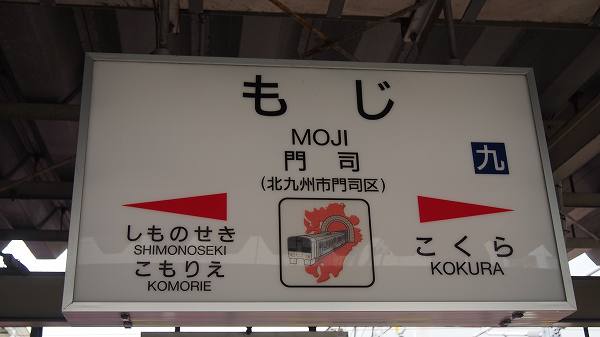 もじ
MOJI
門司
(北九州市門司区)
九
しものせき
SHIMONOSEKI
こもりえ
KOMORIE
こくら
KOKURA